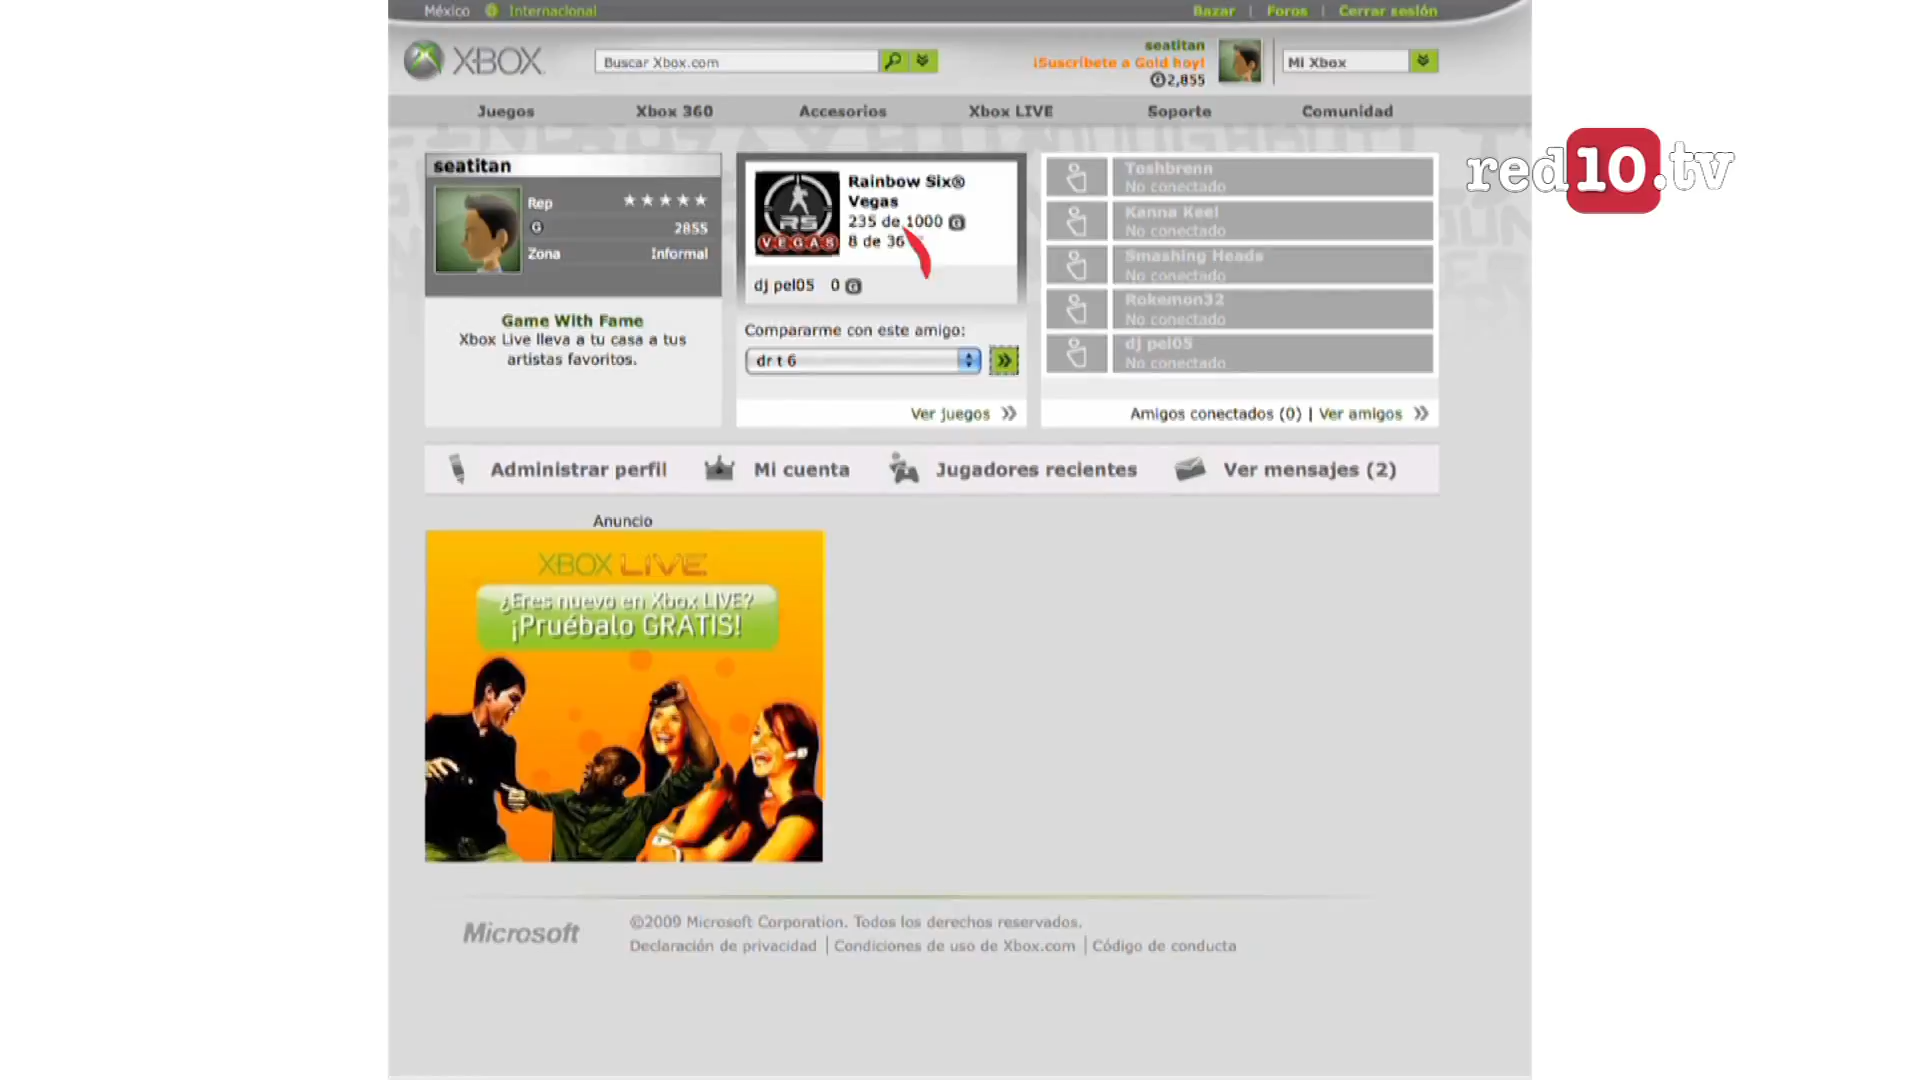 México Internacional
Bazar | Foros | Cerrar sesión
XBOX
Buscar Xbox.com
seatitan
¡Suscríbete a Gold hoy!
G 2,855
Mi Xbox
Juegos Xbox 360 Accesorios Xbox LIVE Soporte Comunidad
red10.tv
seatitan
Rep
G 2855
Zona Informal
Game With Fame
Xbox Live lleva a tu casa a tus
artistas favoritos.
RS
VEGAS
Rainbow Six®
Vegas
235 de 1000 G
8 de 36
dj pel05 0 G
Compararme con este amigo:
dr t 6
Ver juegos
Toshbrenn
No conectado
Kanna Keel
No conectado
Smashing Heads
No conectado
Rokemon32
No conectado
dj pel05
No conectado
Amigos conectados (0) | Ver amigos
Administrar perfil Mi cuenta Jugadores recientes Ver mensajes (2)
Anuncio
XBOX LIVE
¿Eres nuevo en Xbox LIVE?
¡Pruébalo GRATIS!
Microsoft
©2009 Microsoft Corporation. Todos los derechos reservados.
Declaración de privacidad | Condiciones de uso de Xbox.com | Código de conducta